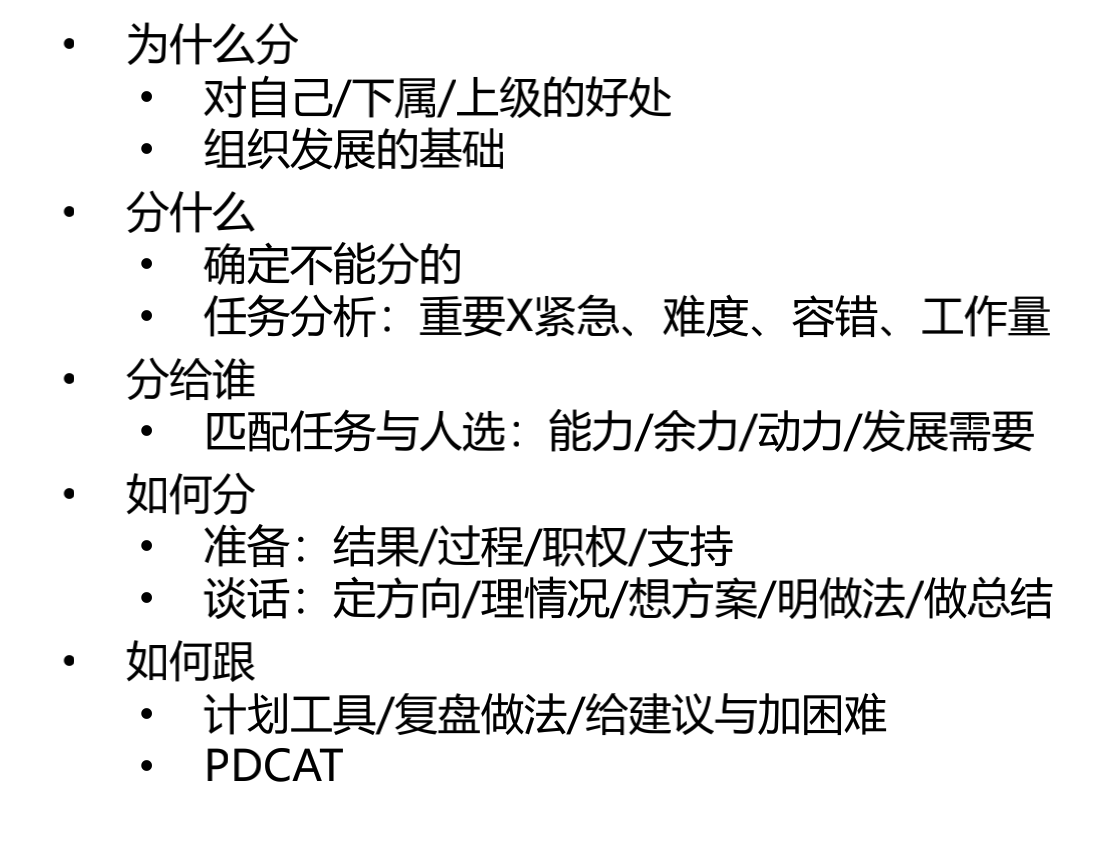 • 为什么分
• 对自己/下属/上级的好处
• 组织发展的基础
• 分什么
• 确定不能分的
• 任务分析：重要X紧急、难度、容错、工作量
• 分给谁
• 匹配任务与人选：能力/余力/动力/发展需要
• 如何分
• 准备：结果/过程/职权/支持
• 谈话：定方向/理情况/想方案/明做法/做总结
• 如何跟
• 计划工具/复盘做法/给建议与加困难
• PDCAT